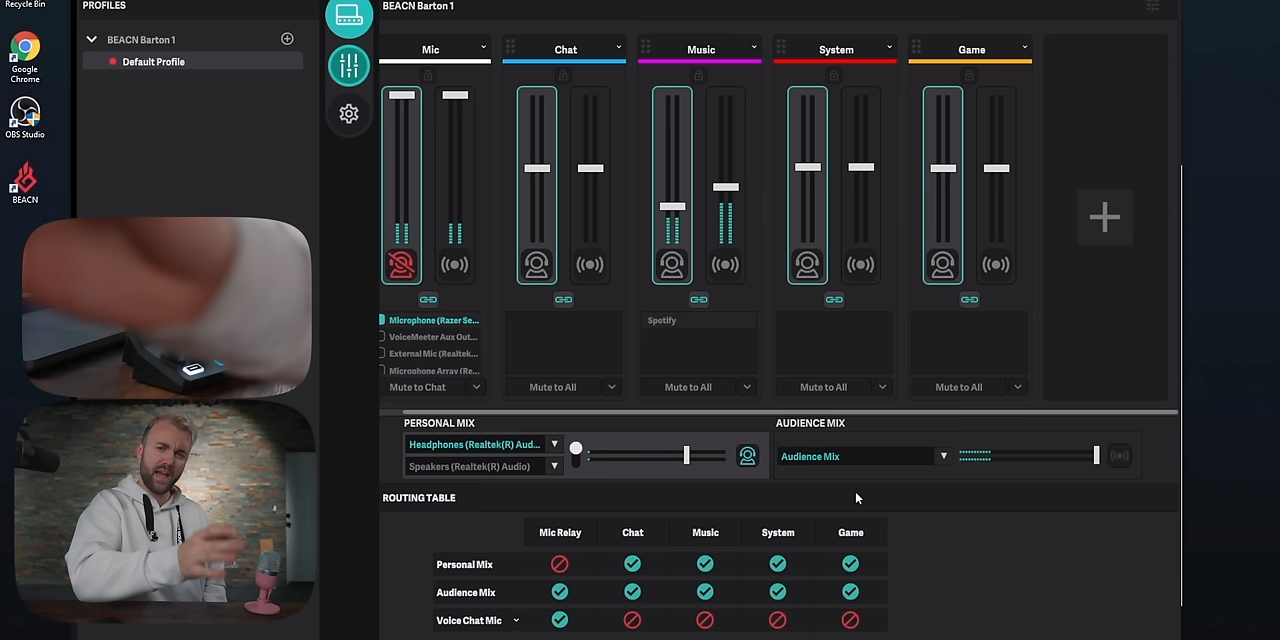 Recycle Bin
PROFILES
BEACN Barton 1
BEACN Barton 1
Default Profile
Google
Chrome
OBS Studio
BEACN
Mic
Chat
Music
System
Game
Microphone (Razer Se...
VoiceMeeter Aux Out...
External Mic (Realtek...
Microphone Array (Re...
Spotify
Mute to Chat
Mute to All
Mute to All
Mute to All
Mute to All
PERSONAL MIX
AUDIENCE MIX
Headphones (Realtek(R) Aud...
Speakers (Realtek(R) Audio)
Audience Mix
ROUTING TABLE
Mic Relay
Chat
Music
System
Game
Personal Mix
Audience Mix
Voice Chat Mic